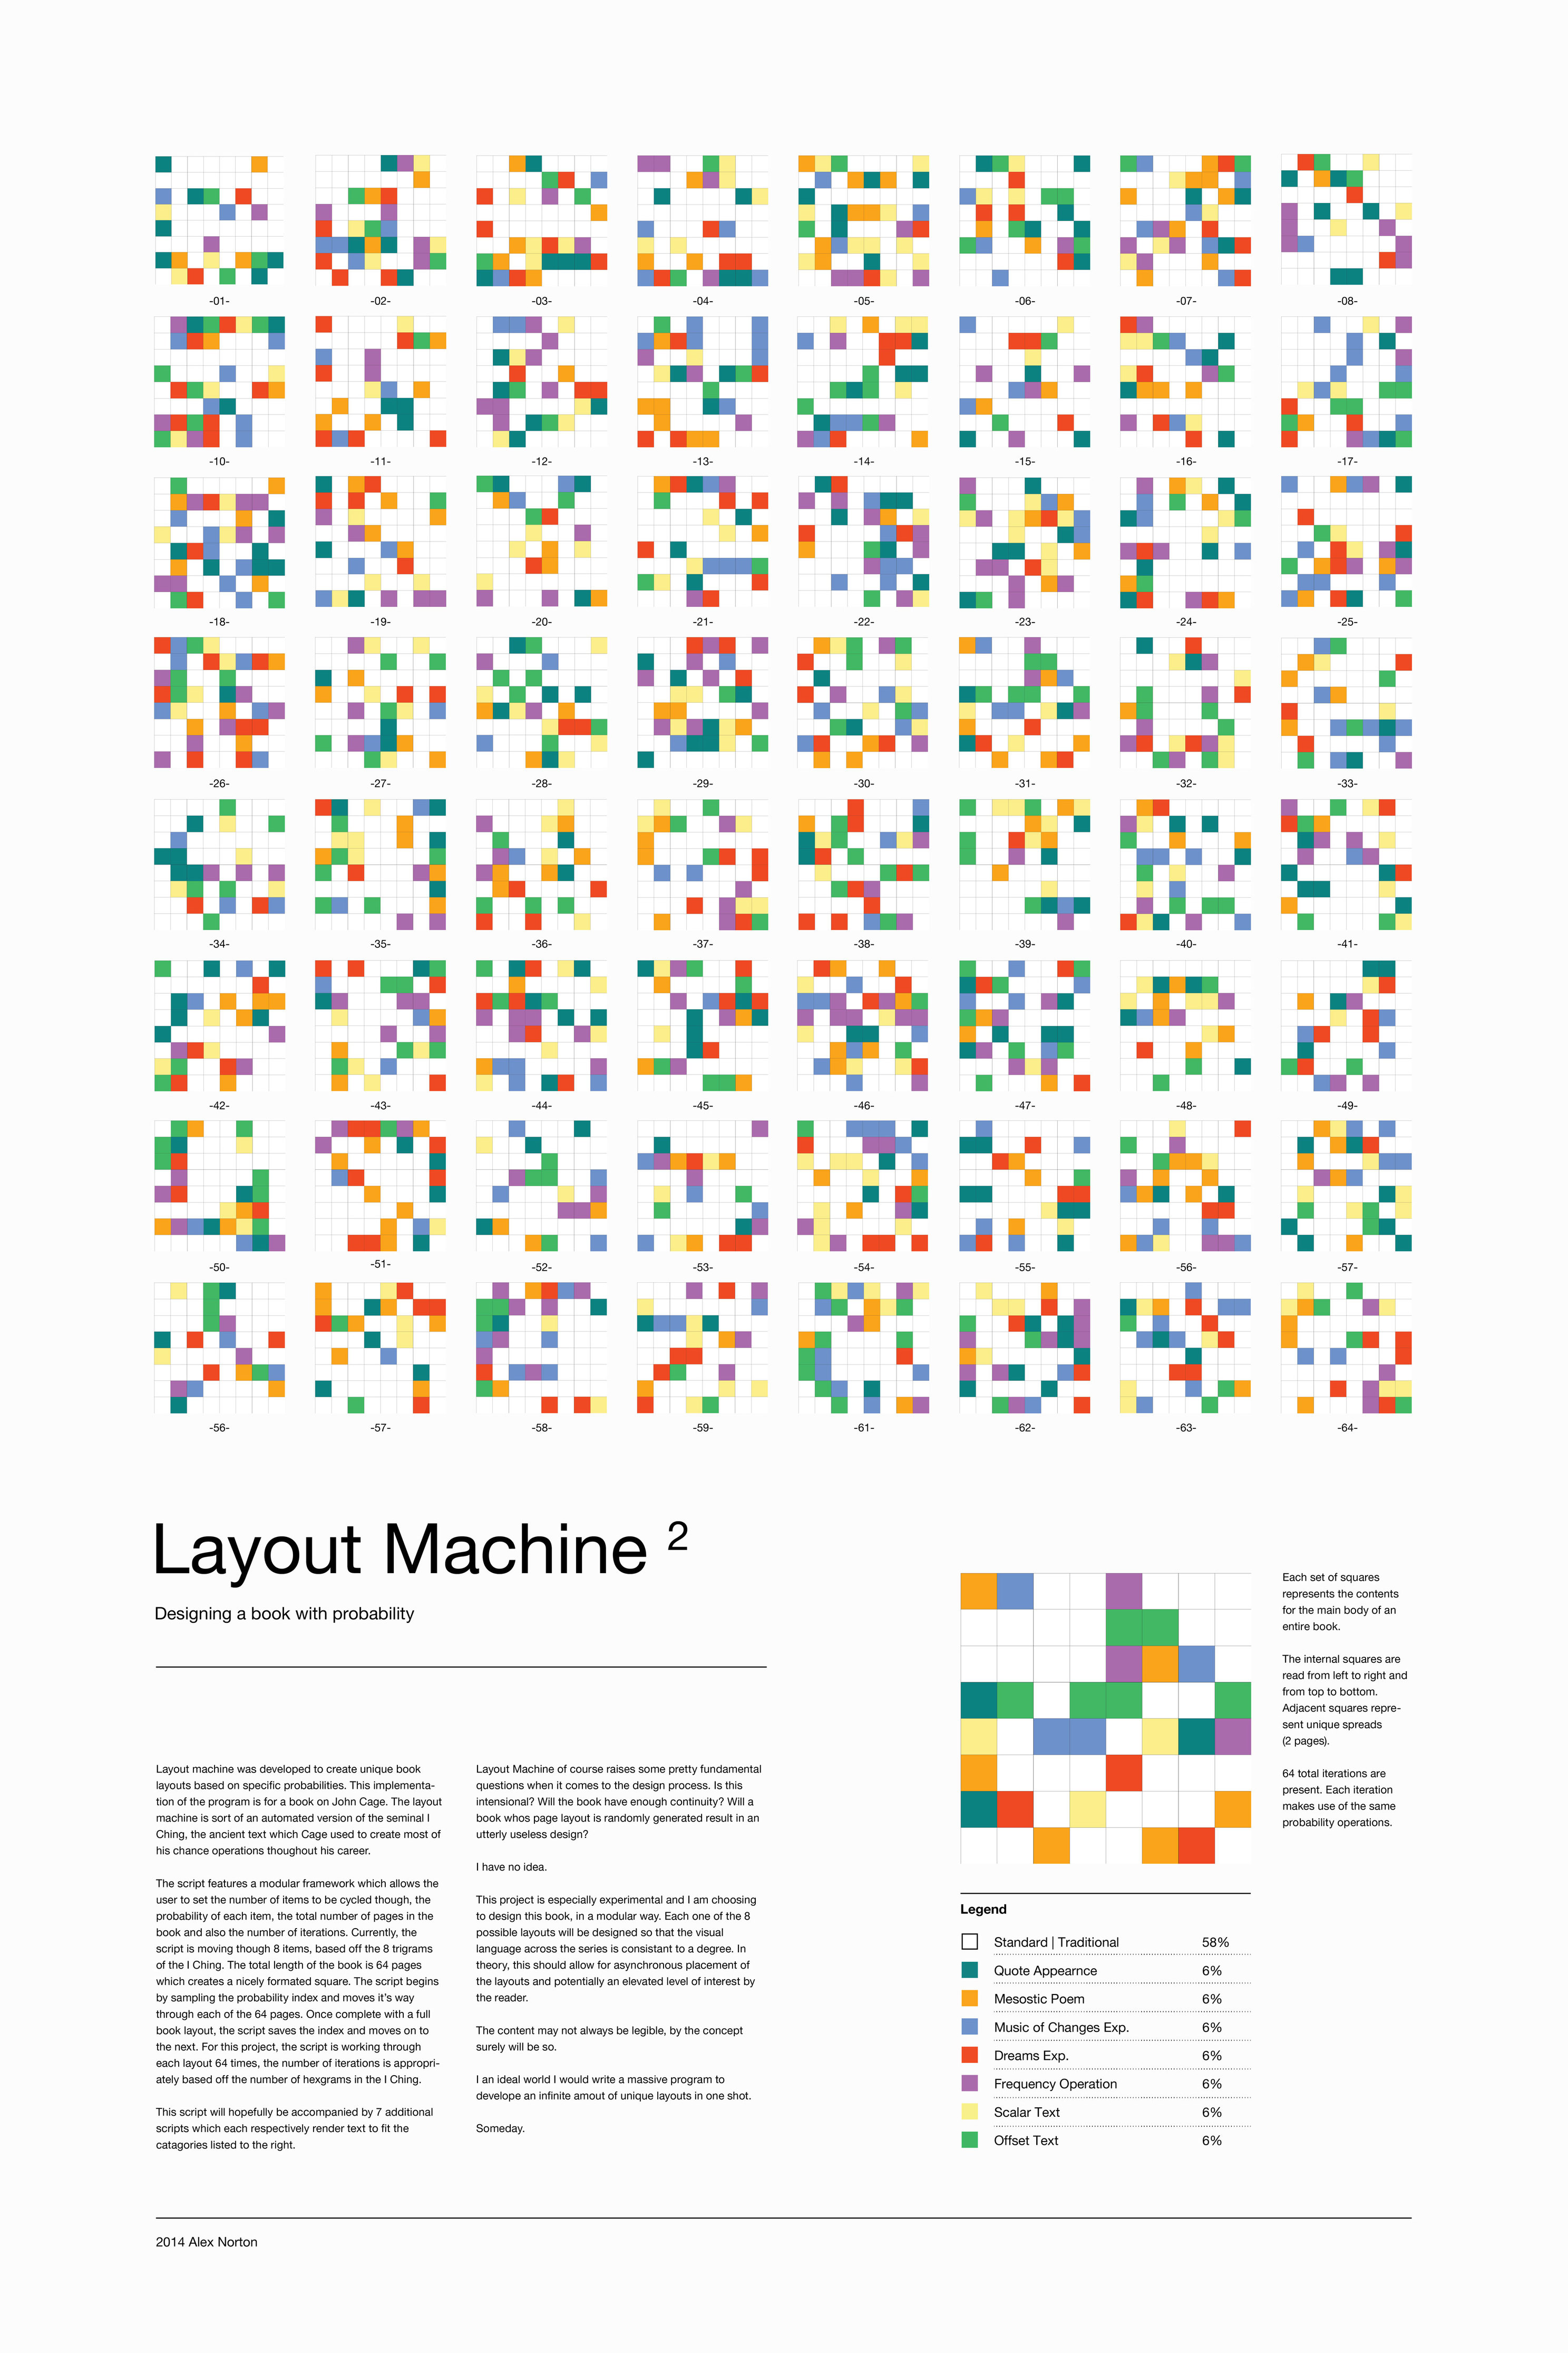 -01- -02- -03- -04- -05- -06- -07- -08-
-10- -11- -12- -13- -14- -15- -16- -17-
-18- -19- -20- -21- -22- -23- -24- -25-
-26- -27- -28- -29- -30- -31- -32- -33-
-34- -35- -36- -37- -38- -39- -40- -41-
-42- -43- -44- -45- -46- -47- -48- -49-
-50- -51- -52- -53- -54- -55- -56- -57-
-56- -57- -58- -59- -61- -62- -63- -64-
Layout Machine 2
Designing a book with probability
Layout machine was developed to create unique book
layouts based on specific probabilities. This implementa-
tion of the program is for a book on John Cage. The layout
machine is sort of an automated version of the seminal I
Ching, the ancient text which Cage used to create most of
his chance operations thoughout his career.
The script features a modular framework which allows the
user to set the number of items to be cycled though, the
probability of each item, the total number of pages in the
book and also the number of iterations. Currently, the
script is moving though 8 items, based off the 8 trigrams
of the I Ching. The total length of the book is 64 pages
which creates a nicely formated square. The script begins
by sampling the probability index and moves it's way
through each of the 64 pages. Once complete with a full
book layout, the script saves the index and moves on to
the next. For this project, the script is working through
each layout 64 times, the number of iterations is appropri-
ately based off the number of hexgrams in the I Ching.
This script will hopefully be accompanied by 7 additional
scripts which each respectively render text to fit the
catagories listed to the right.
Layout Machine of course raises some pretty fundamental
questions when it comes to the design process. Is this
intensional? Will the book have enough continuity? Will a
book whos page layout is randomly generated result in an
utterly useless design?
I have no idea.
This project is especially experimental and I am choosing
to design this book, in a modular way. Each one of the 8
possible layouts will be designed so that the visual
language across the series is consistant to a degree. In
theory, this should allow for asynchronous placement of
the layouts and potentially an elevated level of interest by
the reader.
The content may not always be legible, by the concept
surely will be so.
I an ideal world I would write a massive program to
develope an infinite amout of unique layouts in one shot.
Someday.
Each set of squares
represents the contents
for the main body of an
entire book.
The internal squares are
read from left to right and
from top to bottom.
Adjacent squares repre-
sent unique spreads
(2 pages).
64 total iterations are
present. Each iteration
makes use of the same
probability operations.
Legend
Standard | Traditional 58%
Quote Appearnce 6%
Mesostic Poem 6%
Music of Changes Exp. 6%
Dreams Exp. 6%
Frequency Operation 6%
Scalar Text 6%
Offset Text 6%
2014 Alex Norton